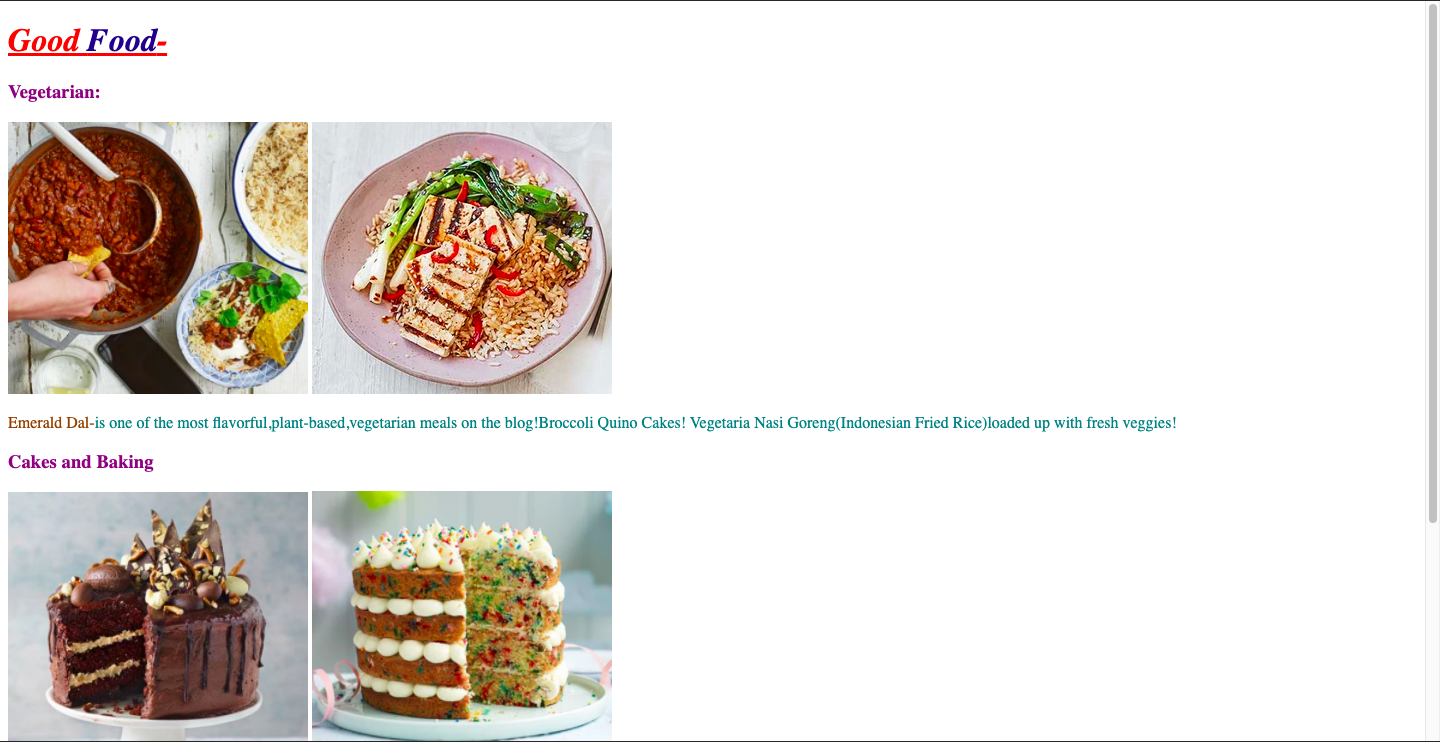 Good Food-
Vegetarian:
Emerald Dal-is one of the most flavorful,plant-based,vegetarian meals on the blog!Broccoli Quino Cakes! Vegetaria Nasi Goreng(Indonesian Fried Rice)loaded up with fresh veggies!
Cakes and Baking